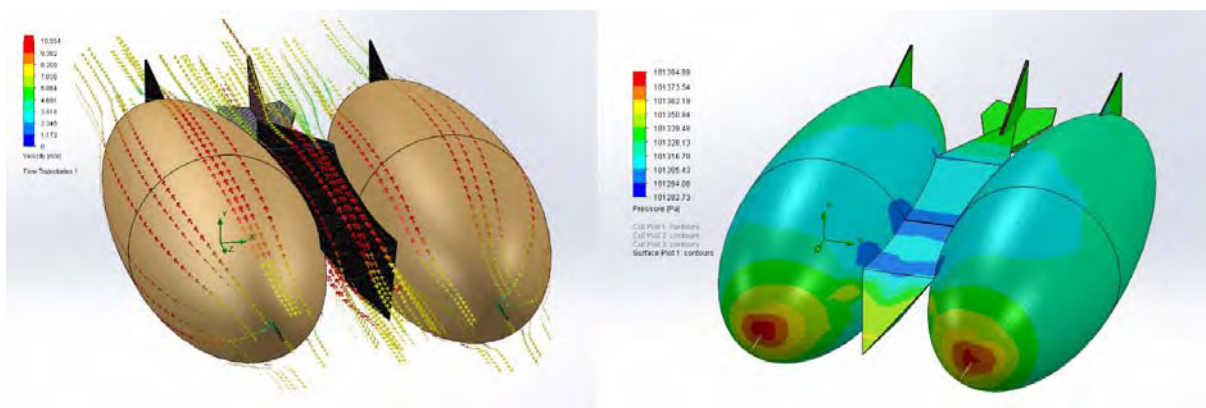 10.554
9.382
8.209
7.036
5.864
4.691
3.518
2.345
1.173
0
Velocity [m/s]
Flow Trajectories 1
Y
Z
X
101384.89
101373.54
101362.19
101350.84
101339.48
101328.13
101316.78
101305.43
101294.08
101282.73
Pressure [Pa]
Cut Plot 1: contours
Cut Plot 2: contours
Cut Plot 3: contours
Surface Plot 1: contours
Y
X